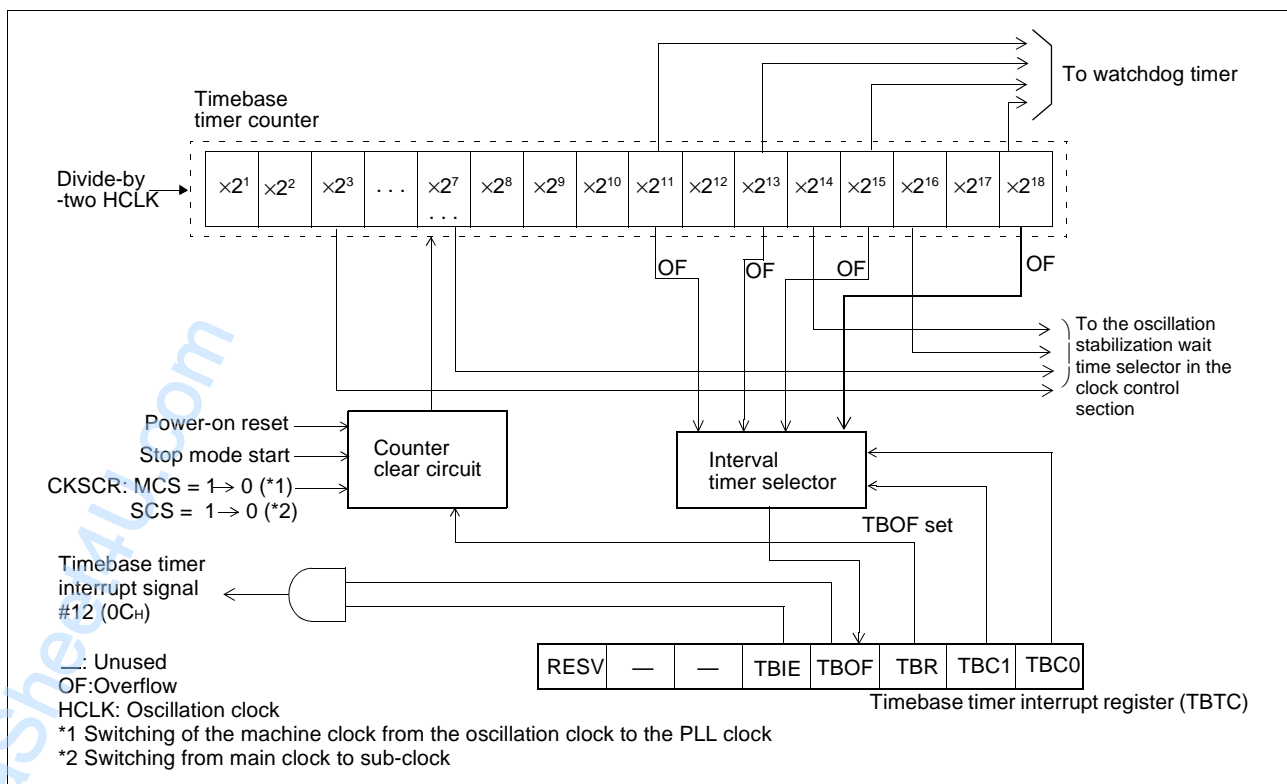 To watchdog timer
Timebase
timer counter
Divide-by
-two HCLK
×2¹ ×2² ×2³ . . . ×2⁷ ×2⁸ ×2⁹ ×2¹⁰ ×2¹¹ ×2¹² ×2¹³ ×2¹⁴ ×2¹⁵ ×2¹⁶ ×2¹⁷ ×2¹⁸
. . .
OF OF OF OF
To the oscillation
stabilization wait
time selector in the
clock control
section
Power-on reset
Stop mode start
CKSCR: MCS = 1→ 0 (*1)
SCS = 1→ 0 (*2)
Counter
clear circuit
Interval
timer selector
TBOF set
Timebase timer
interrupt signal
#12 (0CH)
RESV — — TBIE TBOF TBR TBC1 TBC0
Timebase timer interrupt register (TBTC)
—: Unused
OF:Overflow
HCLK: Oscillation clock
*1 Switching of the machine clock from the oscillation clock to the PLL clock
*2 Switching from main clock to sub-clock
aSheet4U.com